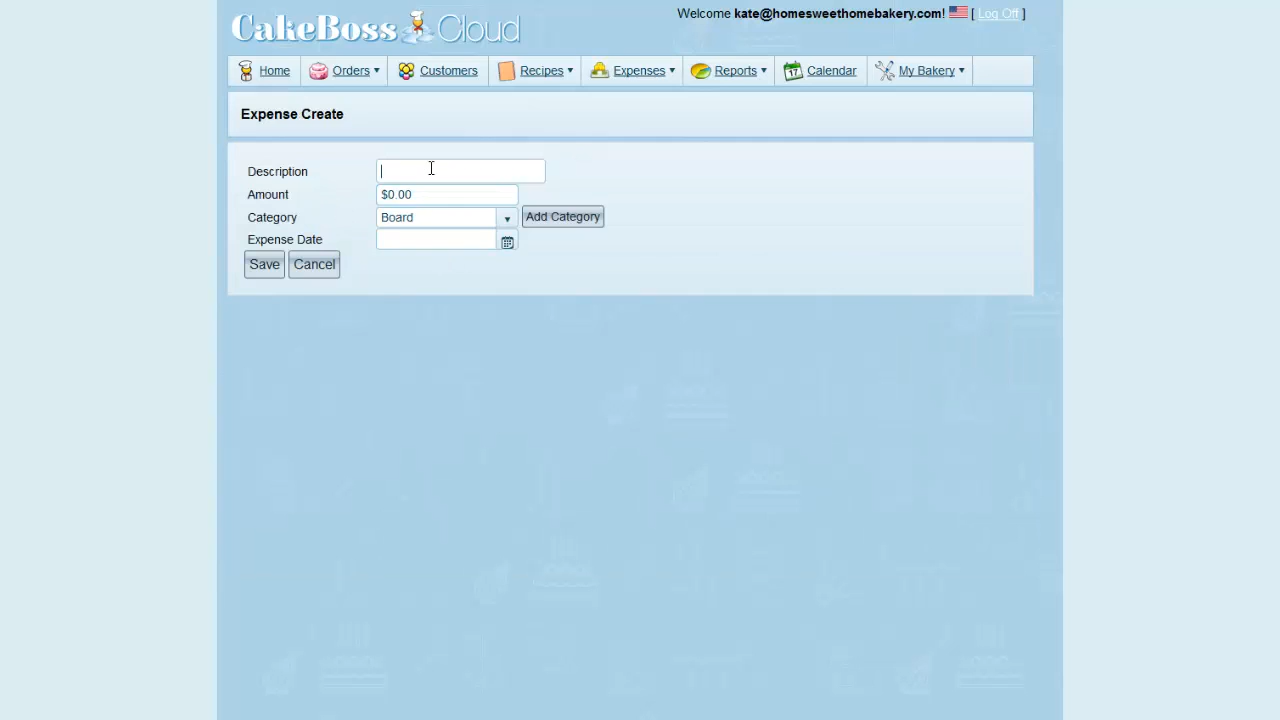 Welcome kate@homesweethomebakery.com! [ Log Off ]
CakeBoss Cloud
Home Orders Customers Recipes Expenses Reports 17 Calendar My Bakery
Expense Create
Description
Amount $0.00
Category Board Add Category
Expense Date
Save Cancel